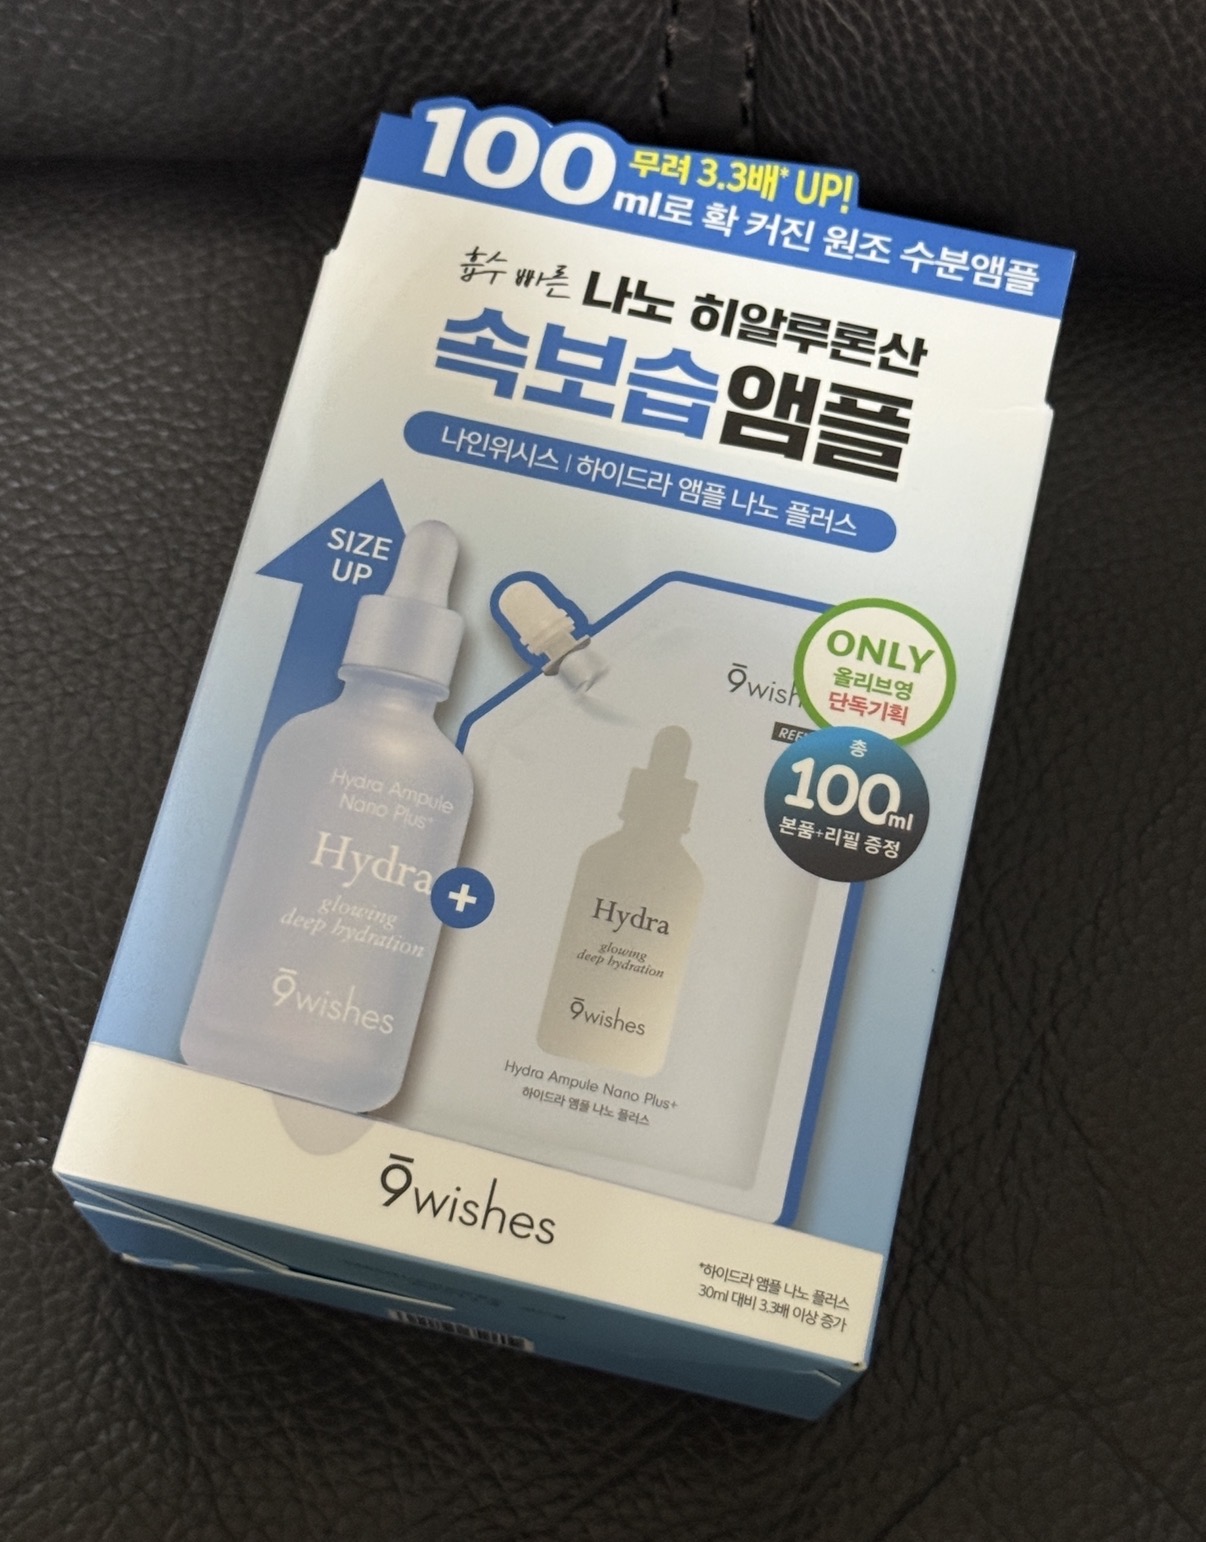 100ml로 확 커진 원조 수분앰플
무려 3.3배* UP!
흡수 빠른 나노 히알루론산
속보습앰플
나인위시스 | 하이드라 앰플 나노 플러스
SIZE
UP
Hydra Ampule
Nano Plus+
Hydra
glowing
deep hydration
9wishes
+
9wish
ONLY
올리브영
단독기획
총
100ml
본품+리필 증정
Hydra
glowing
deep hydration
9wishes
Hydra Ampule Nano Plus+
하이드라 앰플 나노 플러스
9wishes
*하이드라 앰플 나노 플러스
30ml 대비 3.3배 이상 증가